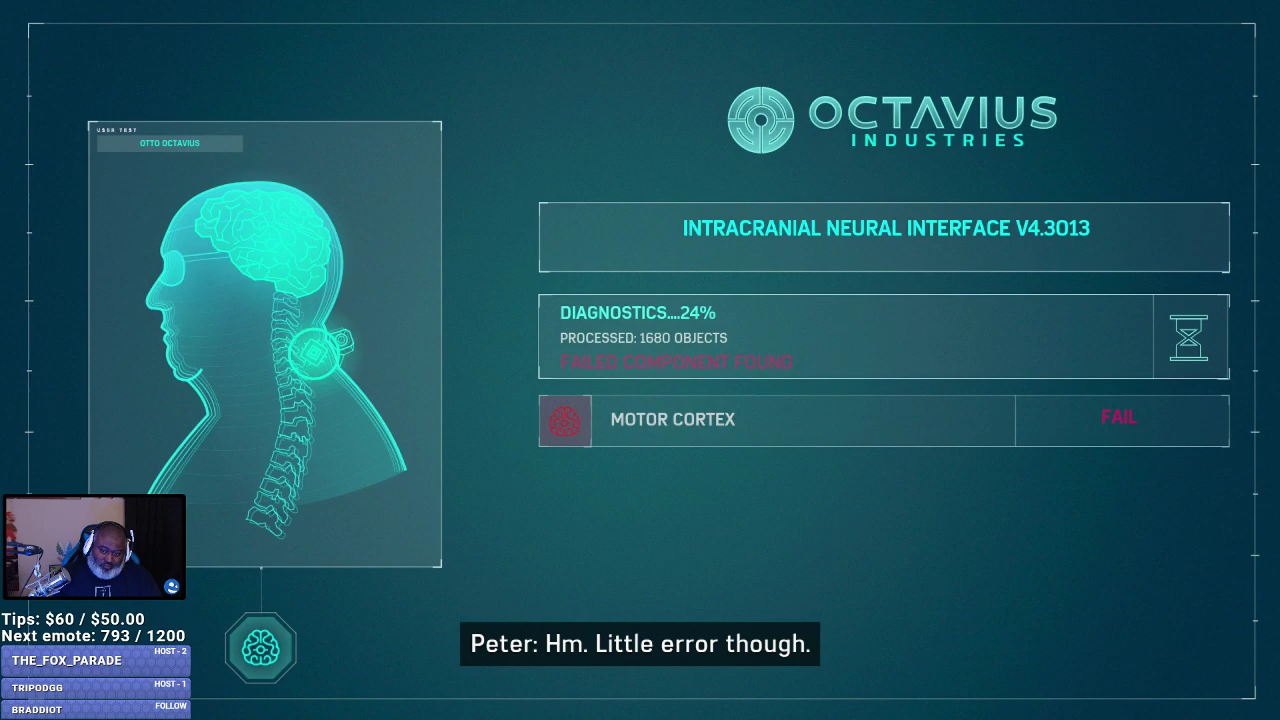 USER TEST
OTTO OCTAVIUS
OCTAVIUS
INDUSTRIES
INTRACRANIAL NEURAL INTERFACE V4.3013
DIAGNOSTICS....24%
PROCESSED: 1680 OBJECTS
FAILED COMPONENT FOUND
MOTOR CORTEX
FAIL
Peter: Hm. Little error though.
Tips: $60 / $50.00
Next emote: 793 / 1200
THE_FOX_PARADE
HOST - 2
TRIPODGG
HOST - 1
BRADDIOT
FOLLOW